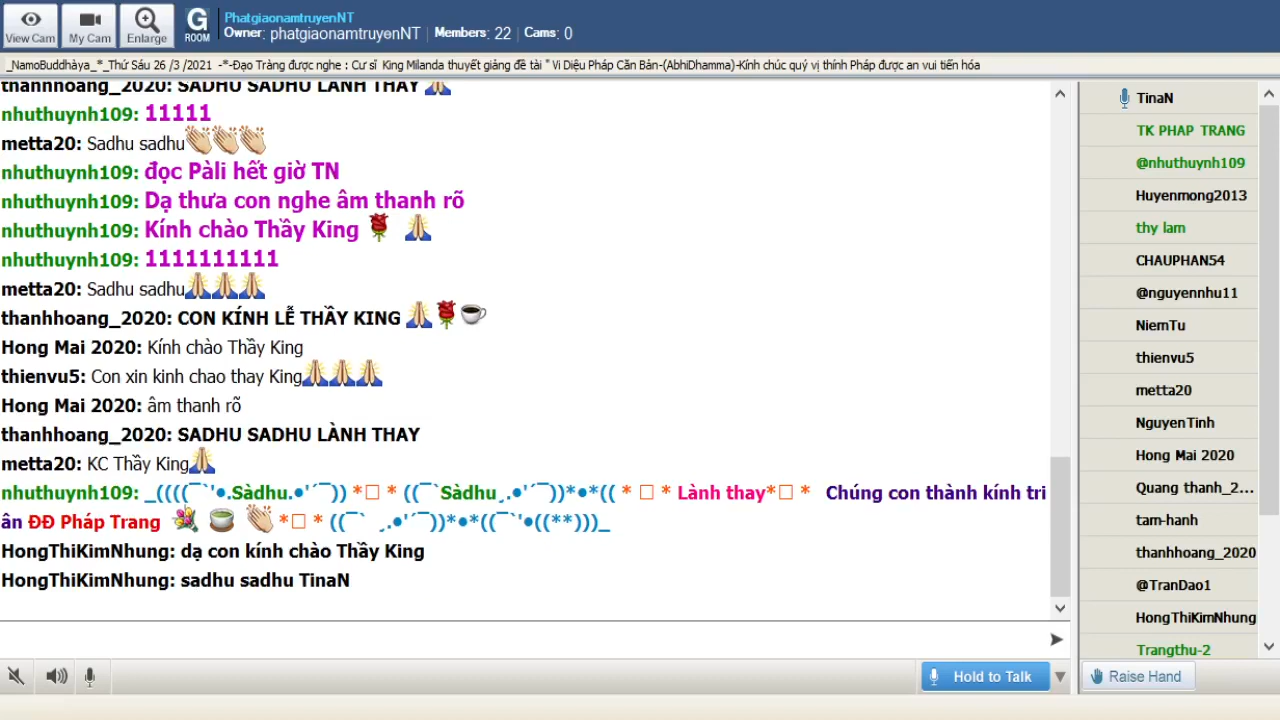 View Cam
My Cam
Enlarge
G
ROOM
PhatgiaonamtruyenNT
Owner: phatgiaonamtruyenNT | Members: 22 | Cams: 0
_NamoBuddhàya_*_Thứ Sáu 26 /3 /2021 -*-Đạo Tràng được nghe : Cư sĩ King Milanda thuyết giảng đề tài " Vi Diệu Pháp Căn Bản-(AbhiDhamma)-Kính chúc quý vị thính Pháp được an vui tiến hóa
thanhhoang_2020: SADHU SADHU LÀNH THAY
nhuthuynh109: 11111
metta20: Sadhu sadhu
nhuthuynh109: đọc Pàli hết giờ TN
nhuthuynh109: Dạ thưa con nghe âm thanh rõ
nhuthuynh109: Kính chào Thầy King
nhuthuynh109: 1111111111
metta20: Sadhu sadhu
thanhhoang_2020: CON KÍNH LỄ THẦY KING
Hong Mai 2020: Kính chào Thầy King
thienvu5: Con xin kinh chao thay King
Hong Mai 2020: âm thanh rõ
thanhhoang_2020: SADHU SADHU LÀNH THAY
metta20: KC Thầy King
nhuthuynh109: _((((¯`'●.Sàdhu.●'´¯)) *□ * ((¯`Sàdhu¸.●'´¯))*●*(( * □ * Lành thay*□ * Chúng con thành kính tri
ân ĐĐ Pháp Trang *□ * ((¯` ¸.●'´¯))*●*((¯`'●((**)))_
HongThiKimNhung: dạ con kính chào Thầy King
HongThiKimNhung: sadhu sadhu TinaN
Hold to Talk
TinaN
TK PHAP TRANG
@nhuthuynh109
Huyenmong2013
thy lam
CHAUPHAN54
@nguyennhu11
NiemTu
thienvu5
metta20
NguyenTinh
Hong Mai 2020
Quang thanh_2...
tam-hanh
thanhhoang_2020
@TranDao1
HongThiKimNhung
Trangthu-2
Raise Hand